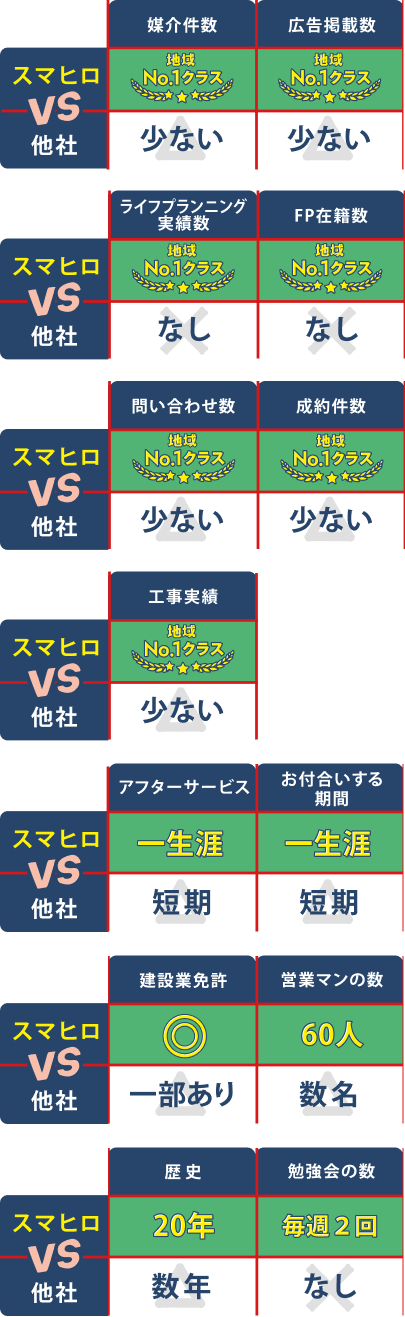 媒介件数 広告掲載数
スマヒロ 地域 地域
No.1クラス No.1クラス
VS
他社 少ない 少ない
ライフプランニング
実績数 FP在籍数
スマヒロ 地域 地域
No.1クラス No.1クラス
VS
他社 なし なし
問い合わせ数 成約件数
スマヒロ 地域 地域
No.1クラス No.1クラス
VS
他社 少ない 少ない
工事実績
スマヒロ 地域
No.1クラス
VS
他社 少ない
アフターサービス お付合いする
期間
スマヒロ 一生涯 一生涯
VS
他社 短期 短期
建設業免許 営業マンの数
スマヒロ ◎ 60人
VS
他社 一部あり 数名
歴史 勉強会の数
スマヒロ 20年 毎週2回
VS
他社 数年 なし